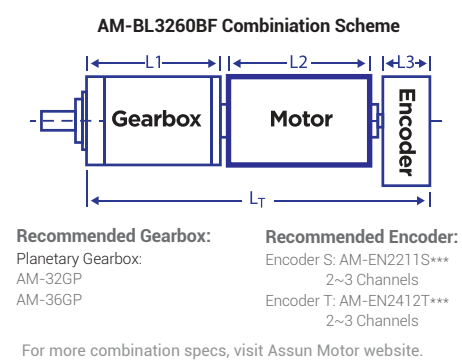 AM-BL3260BF Combiniation Scheme
L1 L2 L3
Gearbox Motor Encoder
LT
Recommended Gearbox:
Planetary Gearbox:
AM-32GP
AM-36GP
Recommended Encoder:
Encoder S: AM-EN2211S***
2~3 Channels
Encoder T: AM-EN2412T***
2~3 Channels
For more combination specs, visit Assun Motor website.